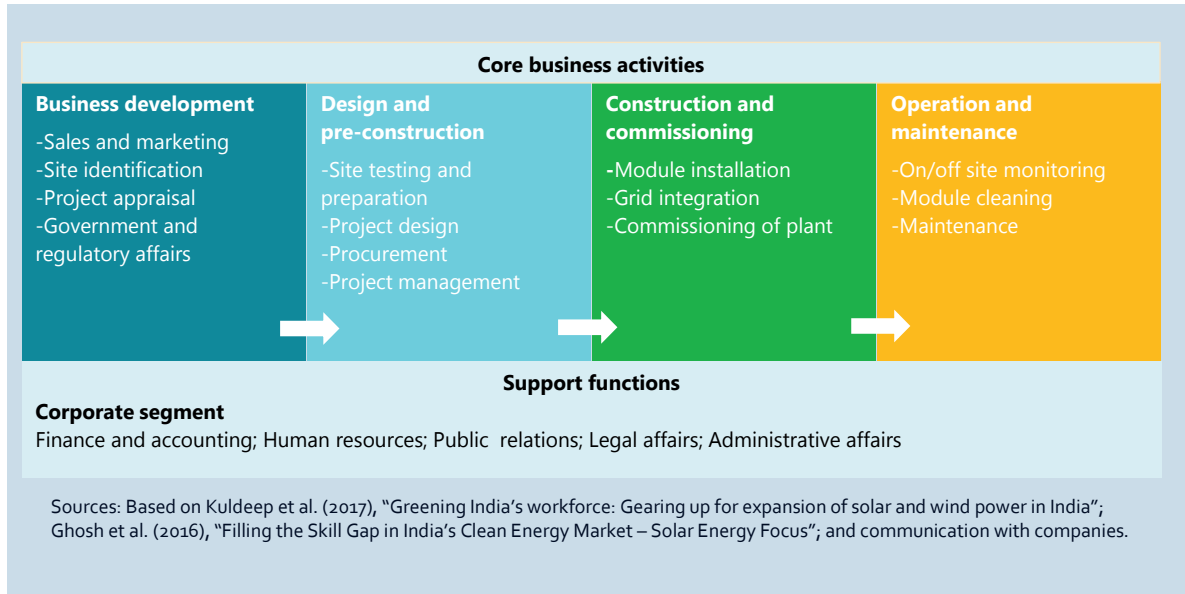 Core business activities
Business development
-Sales and marketing
-Site identification
-Project appraisal
-Government and
regulatory affairs
Design and
pre-construction
-Site testing and
preparation
-Project design
-Procurement
-Project management
Construction and
commissioning
-Module installation
-Grid integration
-Commissioning of plant
Operation and
maintenance
-On/off site monitoring
-Module cleaning
-Maintenance
Support functions
Corporate segment
Finance and accounting; Human resources; Public relations; Legal affairs; Administrative affairs
Sources: Based on Kuldeep et al. (2017), “Greening India’s workforce: Gearing up for expansion of solar and wind power in India”;
Ghosh et al. (2016), “Filling the Skill Gap in India’s Clean Energy Market – Solar Energy Focus”; and communication with companies.